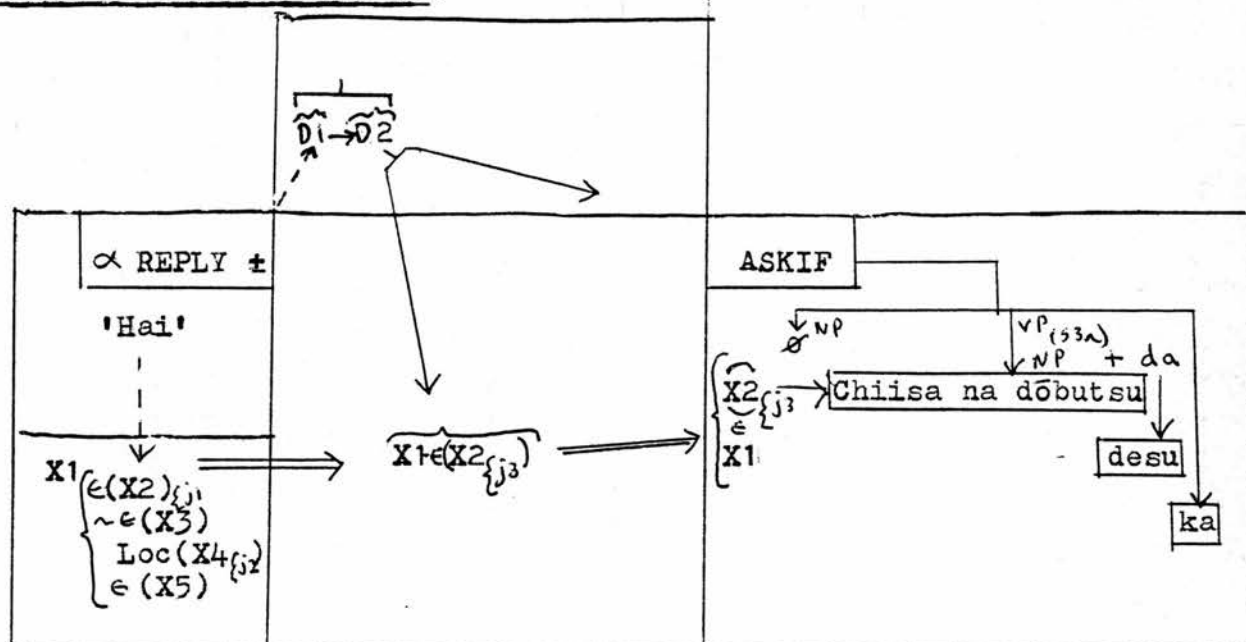 D1→D2
∝ REPLY ±
'Hai'
X1
∈(X2){j1
~∈(X3)
Loc(X4{j2)
∈(X5)
X1∈(X2{j3)
ASKIF
Ø NP
VP(s3n)
NP + da
X2{j3
∈
X1
Chiisa na dōbutsu
desu
ka